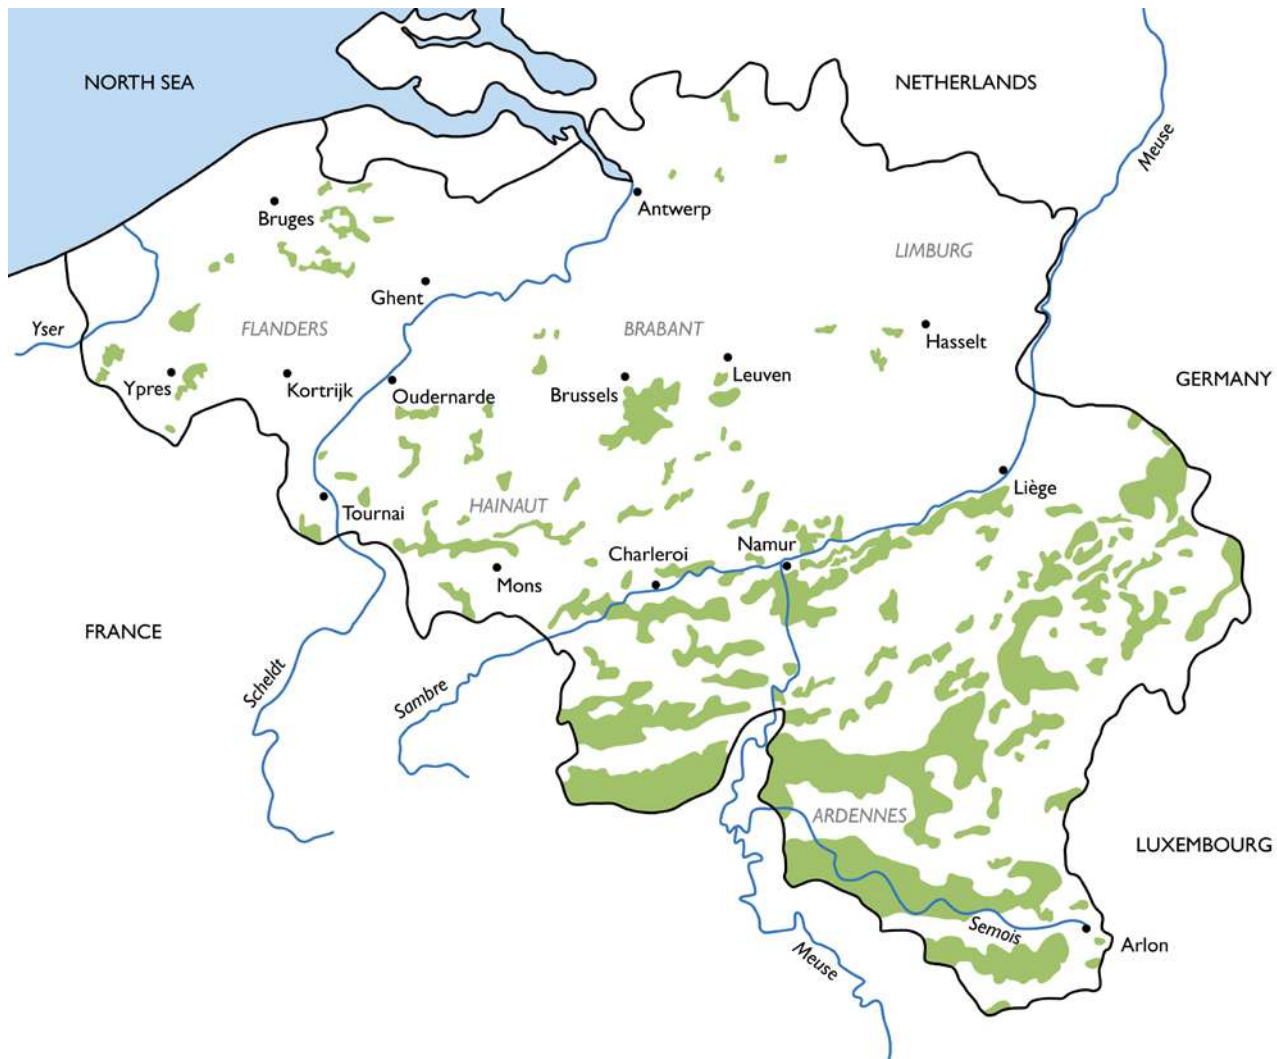 NORTH SEA
NETHERLANDS
Meuse
Antwerp
Bruges
LIMBURG
Ghent
Yser
FLANDERS
BRABANT
Hasselt
Ypres
Kortrijk
Oudernarde
Brussels
Leuven
GERMANY
Liège
HAINAUT
Tournai
Charleroi
Namur
Mons
FRANCE
Scheldt
Sambre
ARDENNES
LUXEMBOURG
Semois
Arlon
Meuse